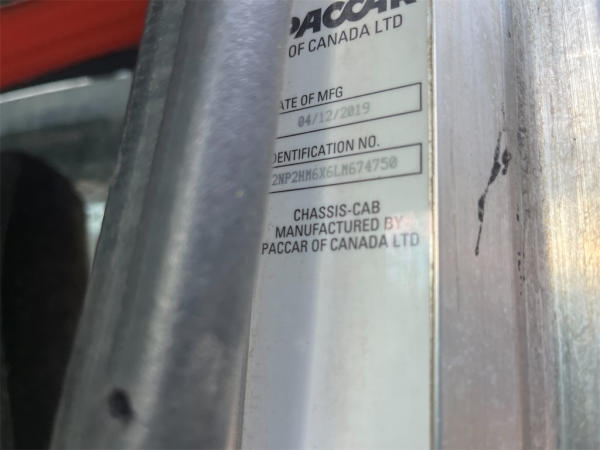 PACCAR
OF CANADA LTD
ATE OF MFG
04/12/2019
DENTIFICATION NO.
2NP2HM6X6LM674750
CHASSIS-CAB
MANUFACTURED BY
PACCAR OF CANADA LTD